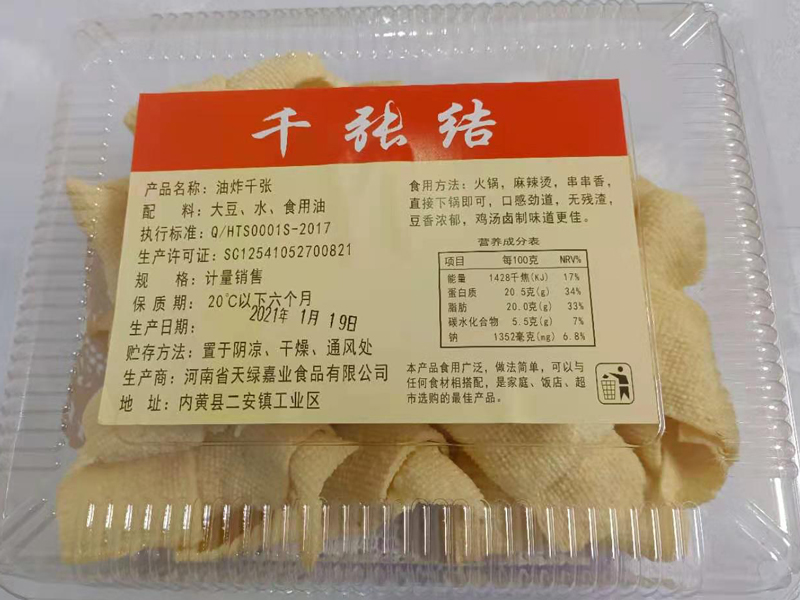 千张结
产品名称：油炸千张
配 料：大豆、水、食用油
执行标准：Q/HTS0001S-2017
生产许可证：SC12541052700821
规 格：计量销售
保质期：20℃以下六个月
生产日期：2021年1月19日
贮存方法：置于阴凉、干燥、通风处
生产商：河南省天绿嘉业食品有限公司
地 址：内黄县二安镇工业区
食用方法：火锅，麻辣烫，串串香，
直接下锅即可，口感劲道，无残渣，
豆香浓郁，鸡汤卤制味道更佳。
营养成分表
项目 每100克 NRV%
能量 1428千焦(KJ) 17%
蛋白质 20.5克(g) 34%
脂肪 20.0克(g) 33%
碳水化合物 5.5克(g) 7%
钠 1352毫克(mg) 6.8%
本产品食用广泛，做法简单，可以与
任何食材相搭配，是家庭、饭店、超
市选购的最佳产品。